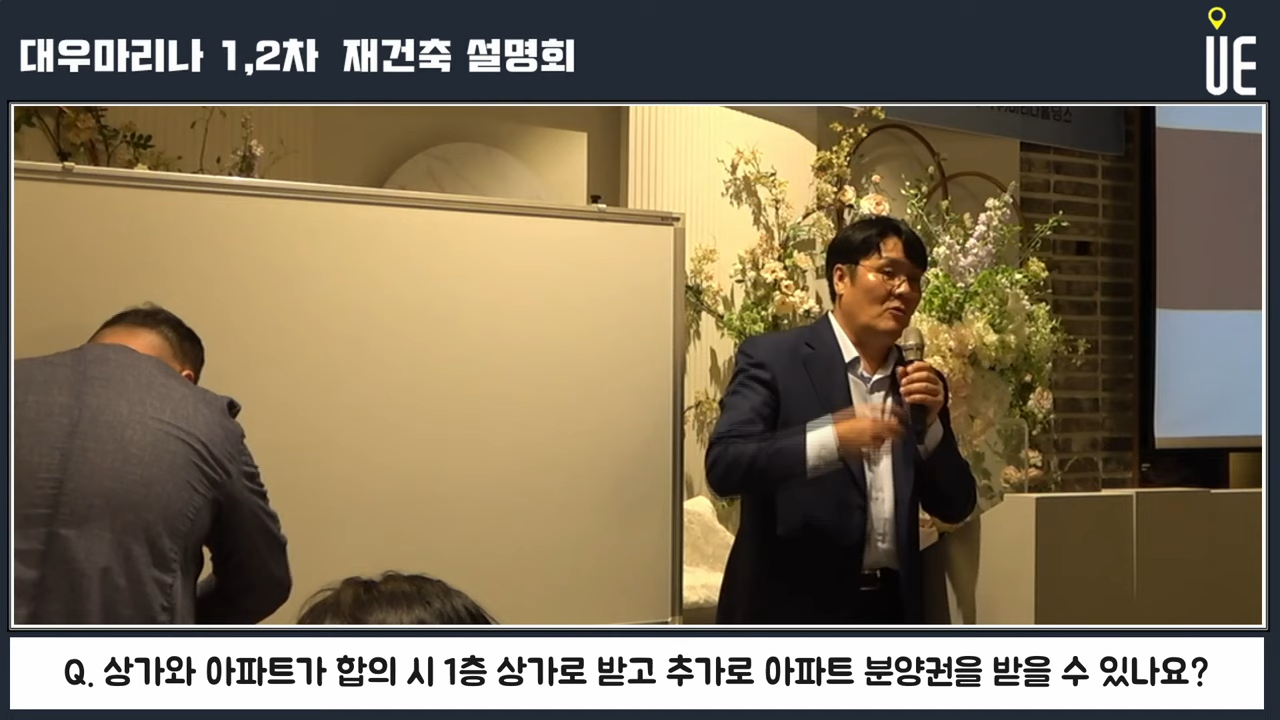 대우마리나 1,2차 재건축 설명회
UE
Q. 상가와 아파트가 합의 시 1층 상가로 받고 추가로 아파트 분양권을 받을 수 있나요?